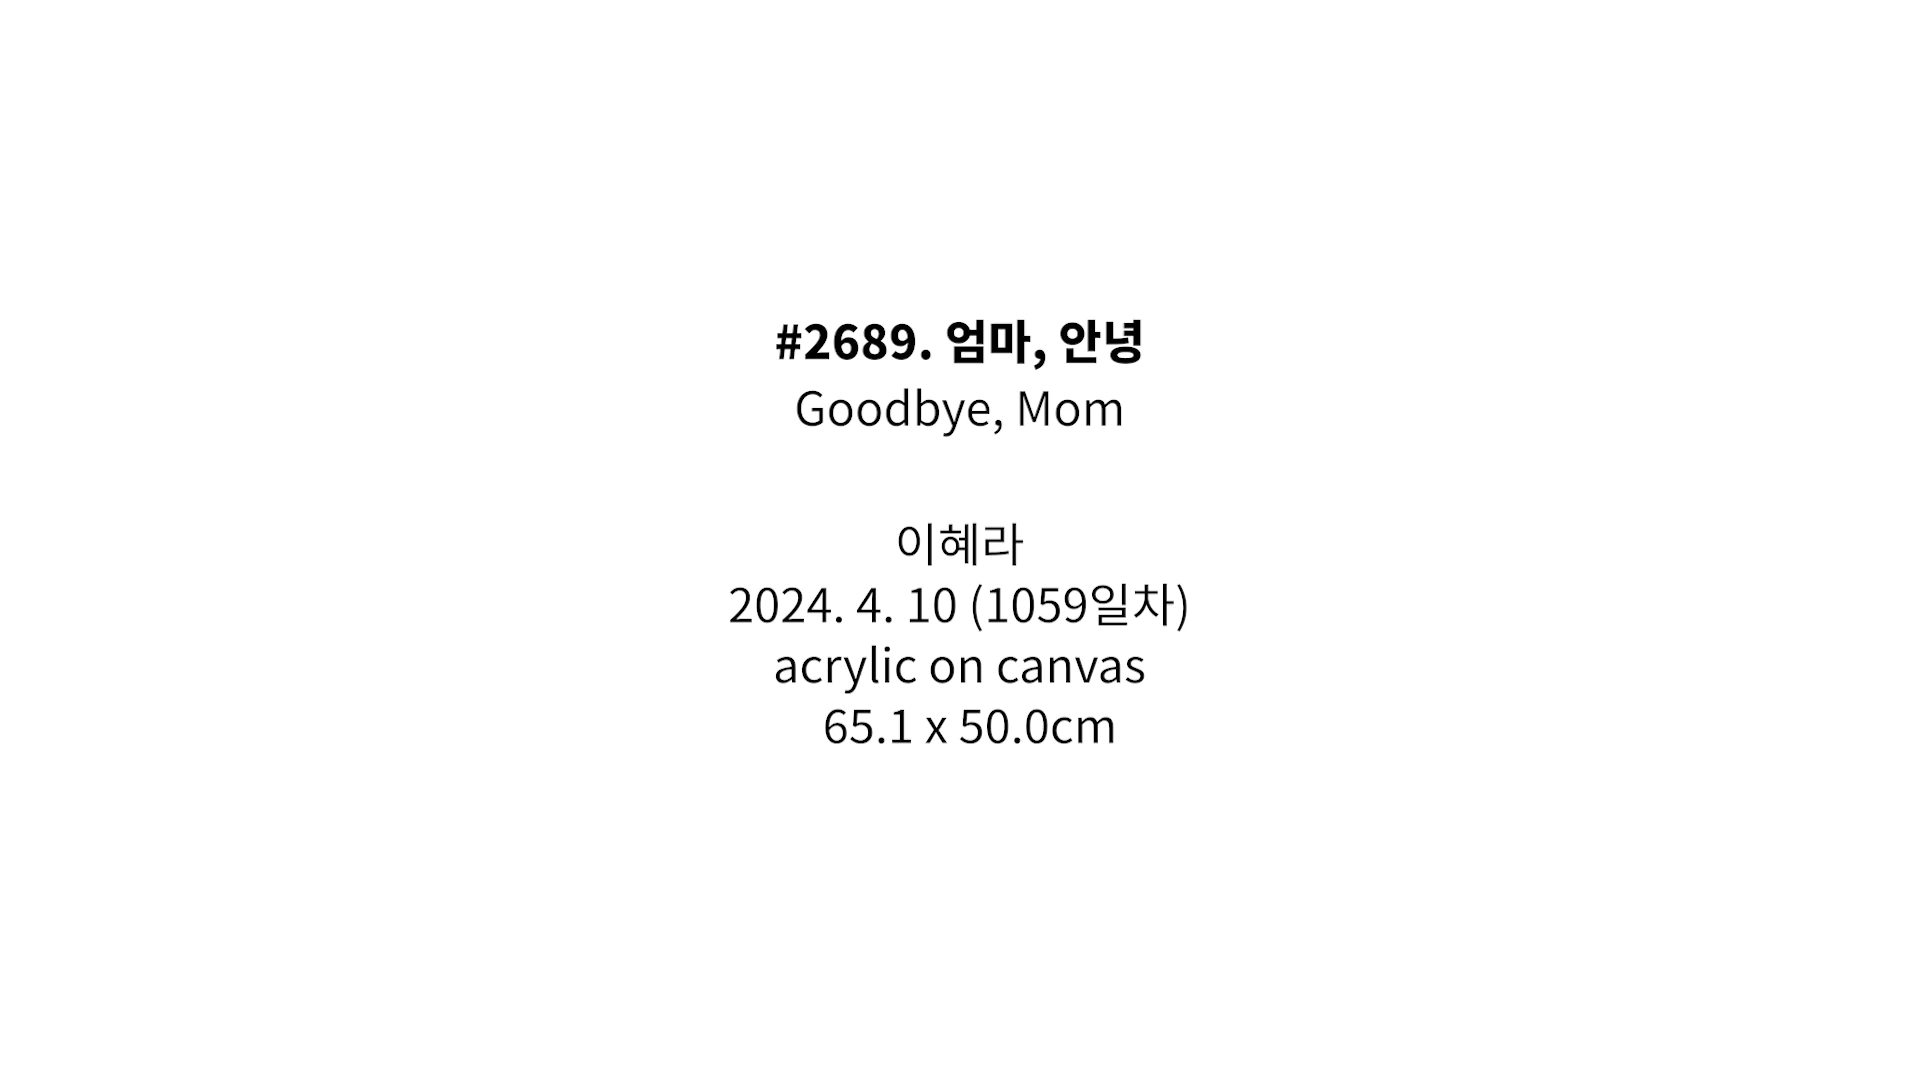 #2689. 엄마, 안녕
Goodbye, Mom
이혜라
2024. 4. 10 (1059일차)
acrylic on canvas
65.1 x 50.0cm